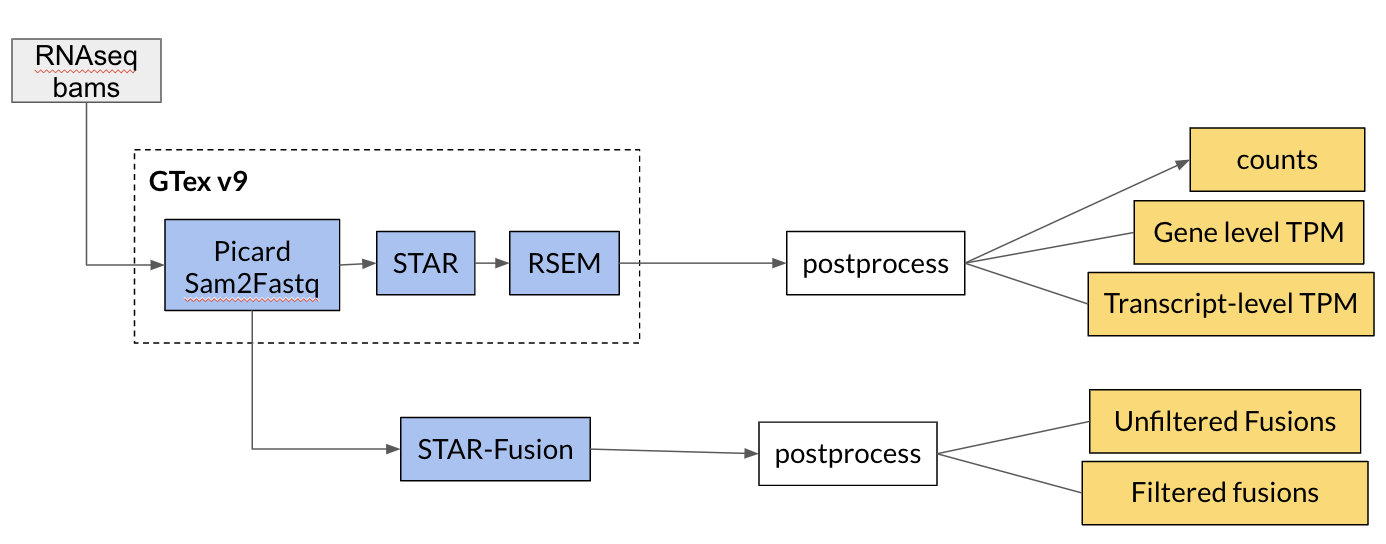 RNAseq
bams
GTex v9
Picard
Sam2Fastq
STAR
RSEM
postprocess
counts
Gene level TPM
Transcript-level TPM
STAR-Fusion
postprocess
Unfiltered Fusions
Filtered fusions